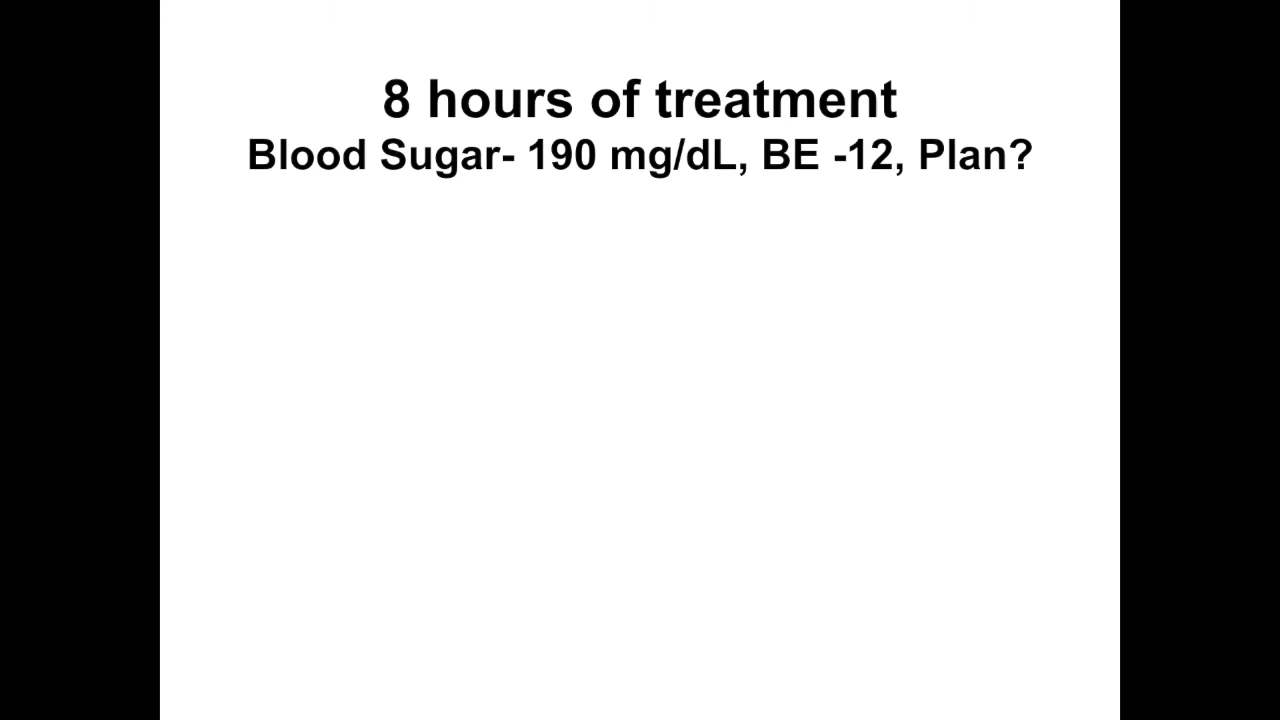 8 hours of treatment
Blood Sugar- 190 mg/dL, BE -12, Plan?